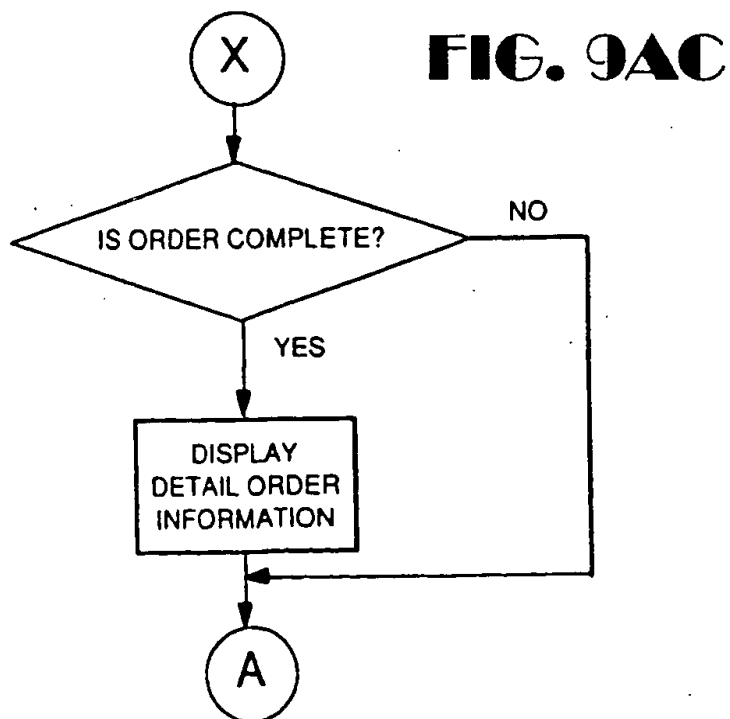 X
FIG. 9AC
IS ORDER COMPLETE?
NO
YES
DISPLAY
DETAIL ORDER
INFORMATION
A